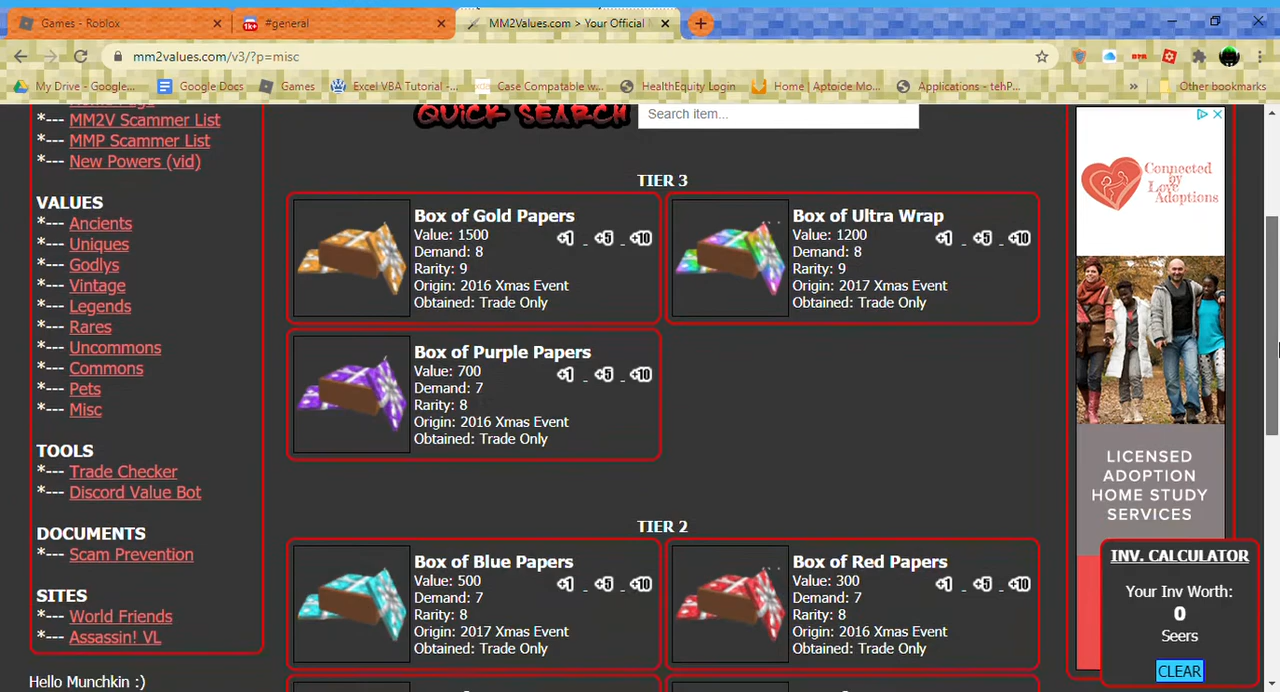 Games - Roblox
#general
MM2Values.com > Your Official
mm2values.com/v3/?p=misc
My Drive - Google...
Google Docs
Games
Excel VBA Tutorial -...
Case Compatable w...
HealthEquity Login
Home | Aptoide Mo...
Applications - tehP...
Other bookmarks
*--- MM2V Scammer List
*--- MMP Scammer List
*--- New Powers (vid)
VALUES
*--- Ancients
*--- Uniques
*--- Godlys
*--- Vintage
*--- Legends
*--- Rares
*--- Uncommons
*--- Commons
*--- Pets
*--- Misc
TOOLS
*--- Trade Checker
*--- Discord Value Bot
DOCUMENTS
*--- Scam Prevention
SITES
*--- World Friends
*--- Assassin! VL
Hello Munchkin :)
QUICK SEARCH
Search item...
TIER 3
Box of Gold Papers
Value: 1500
+1 - +5 - +10
Demand: 8
Rarity: 9
Origin: 2016 Xmas Event
Obtained: Trade Only
Box of Ultra Wrap
Value: 1200
+1 - +5 - +10
Demand: 8
Rarity: 9
Origin: 2017 Xmas Event
Obtained: Trade Only
Box of Purple Papers
Value: 700
+1 - +5 - +10
Demand: 7
Rarity: 8
Origin: 2016 Xmas Event
Obtained: Trade Only
TIER 2
Box of Blue Papers
Value: 500
+1 - +5 - +10
Demand: 7
Rarity: 8
Origin: 2017 Xmas Event
Obtained: Trade Only
Box of Red Papers
Value: 300
+1 - +5 - +10
Demand: 7
Rarity: 8
Origin: 2016 Xmas Event
Obtained: Trade Only
Connected
by
Love
Adoptions
LICENSED
ADOPTION
HOME STUDY
SERVICES
INV. CALCULATOR
Your Inv Worth:
0
Seers
CLEAR